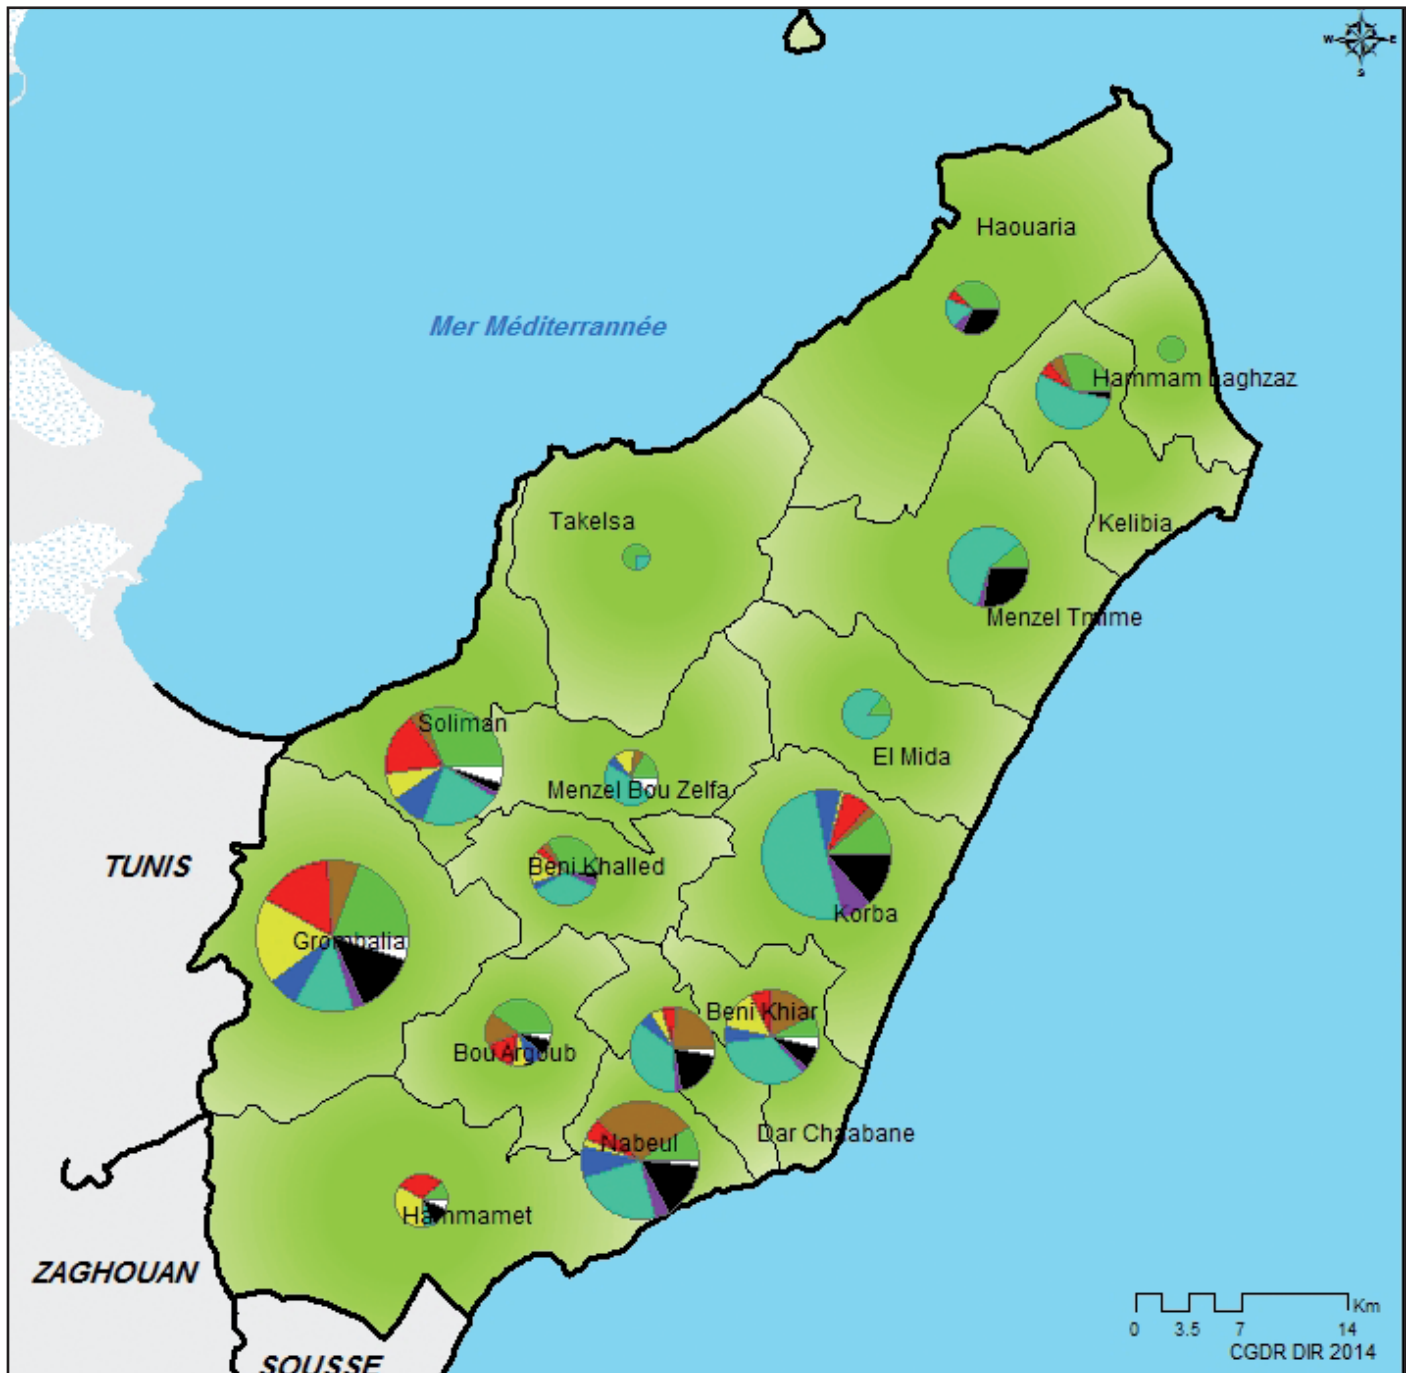 W E
S
Haouaria
Mer Méditerrannée
Hammam Laghzaz
Takelsa
Kelibia
Menzel Tmime
Soliman
El Mida
Menzel Bou Zelfa
TUNIS
Beni Khalled
Korba
Grombalia
Beni Khiar
Bou Argoub
Dar Chaabane
Nabeul
Hammamet
ZAGHOUAN
Km
0 3.5 7 14
CGDR DIR 2014
SOUSSE